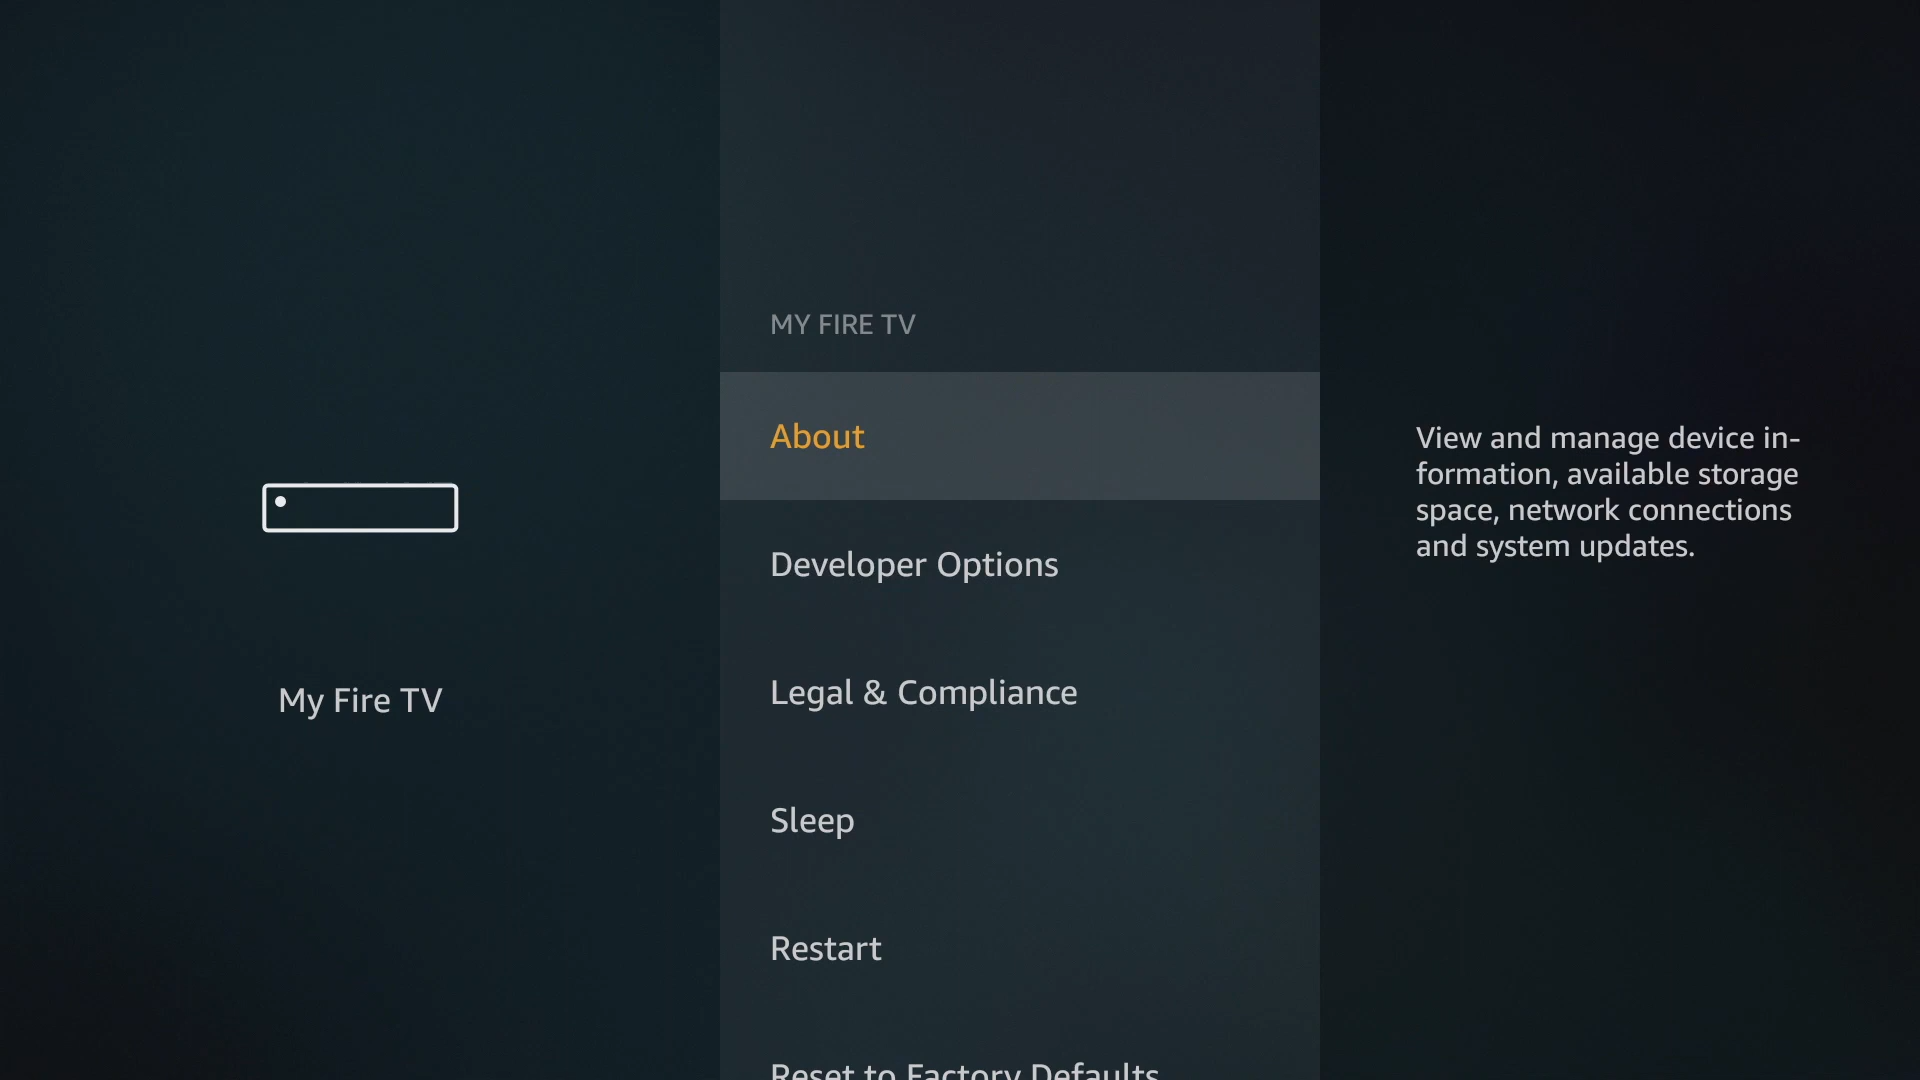 MY FIRE TV
About
Developer Options
Legal & Compliance
Sleep
Restart
Reset to Factory Defaults
My Fire TV
View and manage device in-
formation, available storage
space, network connections
and system updates.